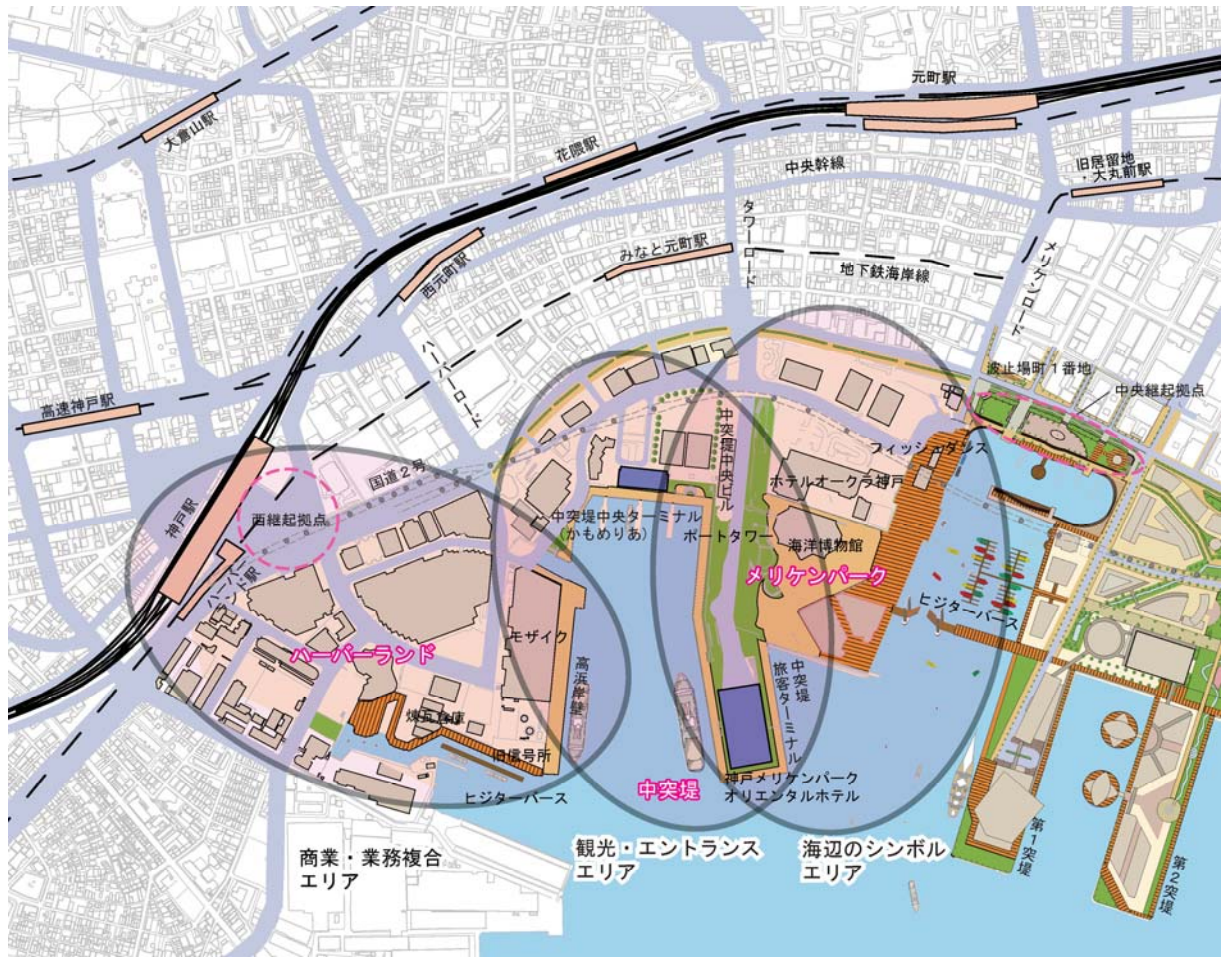 元町駅
大倉山駅
花隈駅
中央幹線
旧居留地
・大丸前駅
タワーロード
メリケンロード
みなと元町駅
地下鉄海岸線
西元町駅
ハーバーロード
高速神戸駅
波止場町1番地
中央継起拠点
国道2号
西継起拠点
神戸駅
ハーバー
ランド駅
中突堤中央ビル
フィッシュダンス
ホテルオークラ神戸
中突堤中央ターミナル
(かもめりあ)
ポートタワー
海洋博物館
メリケンパーク
ビジターバース
モザイク
ハーバーランド
高浜岸壁
煉瓦倉庫
旧信号所
ビジターバース
中突堤
旅客ターミナル
中突堤
神戸メリケンパーク
オリエンタルホテル
第1突堤
第2突堤
商業・業務複合
エリア
観光・エントランス
エリア
海辺のシンボル
エリア